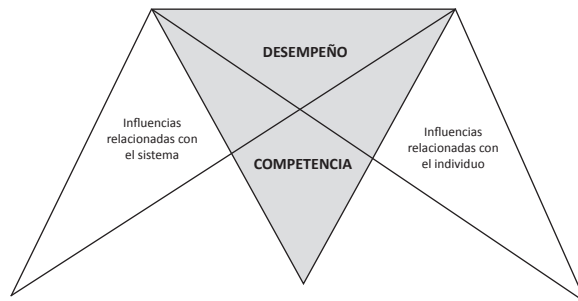 DESEMPEÑO
Influencias
relacionadas con
el sistema
COMPETENCIA
Influencias
relacionadas con
el individuo